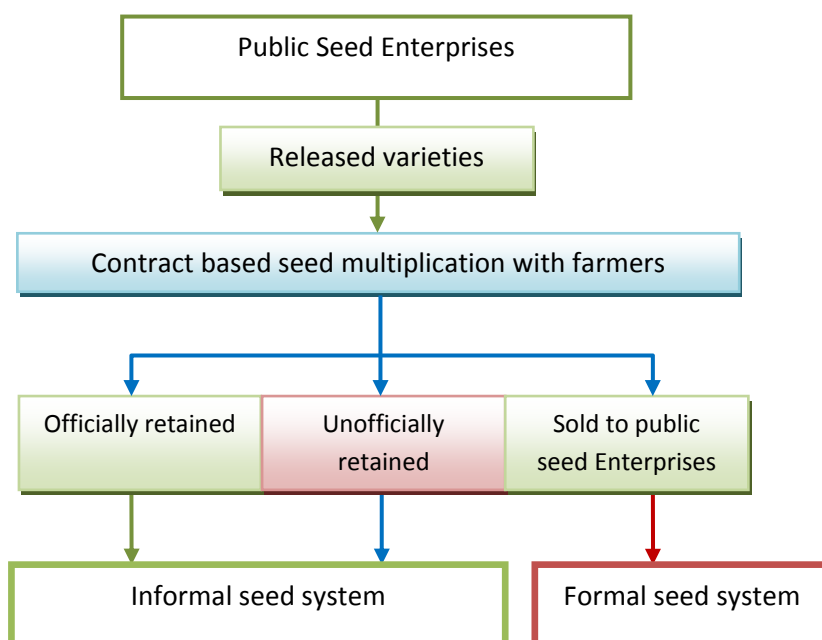 Public Seed Enterprises
Released varieties
Contract based seed multiplication with farmers
Officially retained
Unofficially
retained
Sold to public
seed Enterprises
Informal seed system
Formal seed system